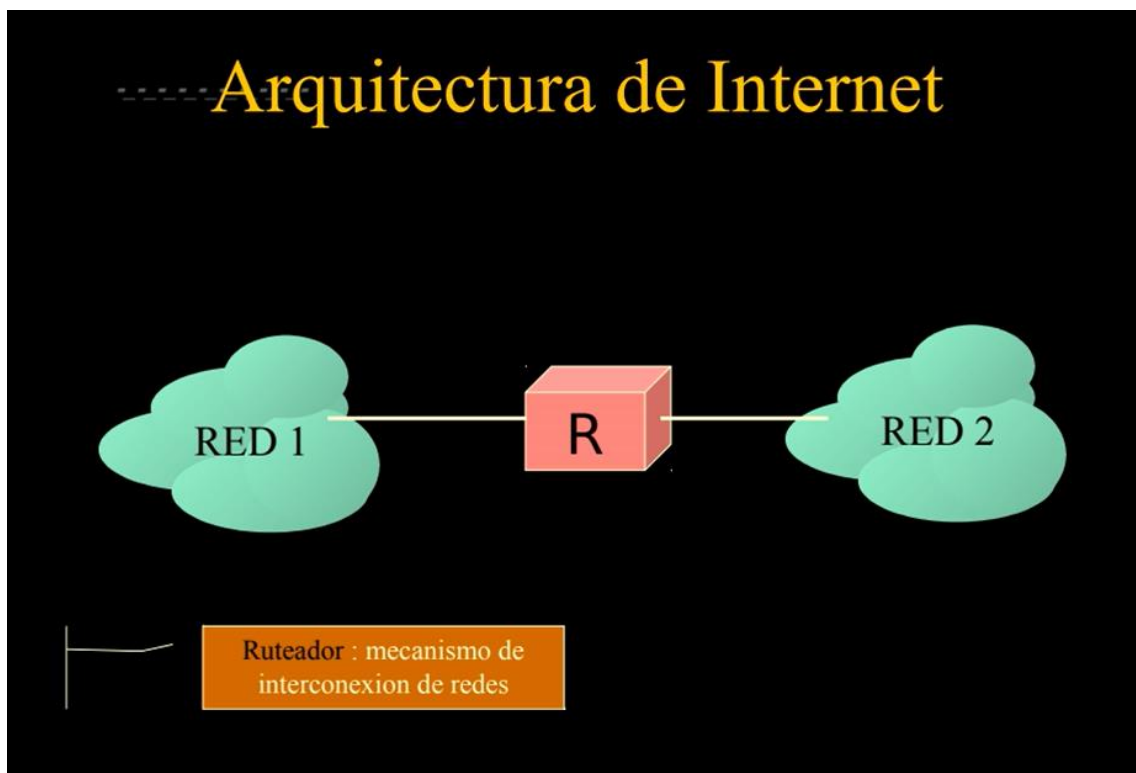 Arquitectura de Internet
RED 1
R
RED 2
Ruteador : mecanismo de
interconexion de redes